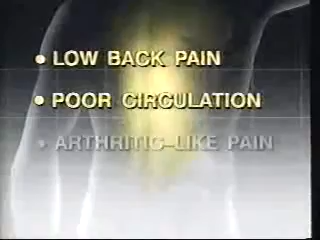 • LOW BACK PAIN
• POOR CIRCULATION
• ARTHRITIC-LIKE PAIN